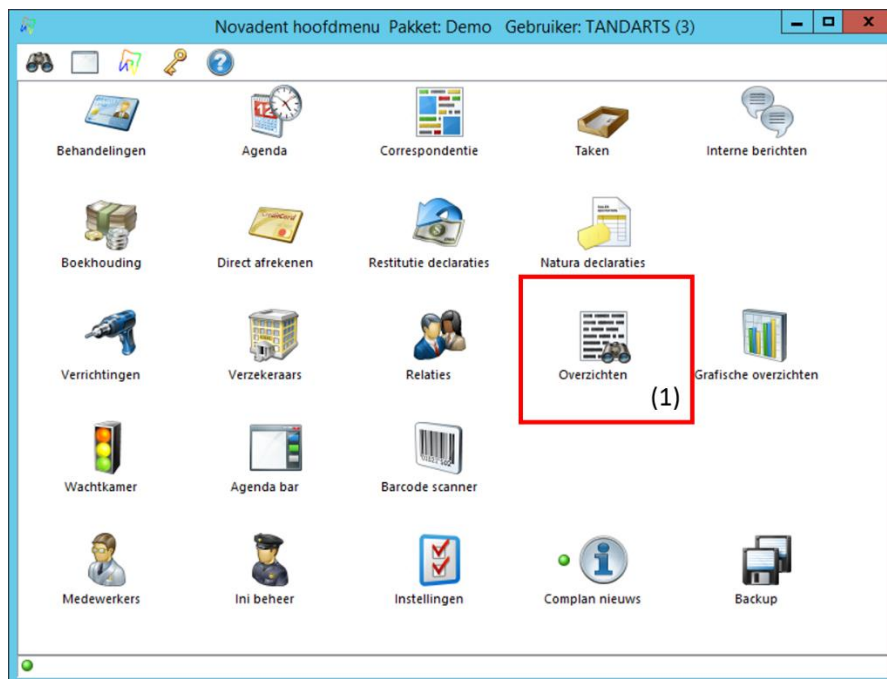 Novadent hoofdmenu Pakket: Demo Gebruiker: TANDARTS (3)
Behandelingen Agenda Correspondentie Taken Interne berichten
Boekhouding Direct afrekenen Restitutie declaraties Natura declaraties
Verrichtingen Verzekeraars Relaties Overzichten Grafische overzichten
(1)
Wachtkamer Agenda bar Barcode scanner
Medewerkers Ini beheer Instellingen Complan nieuws Backup